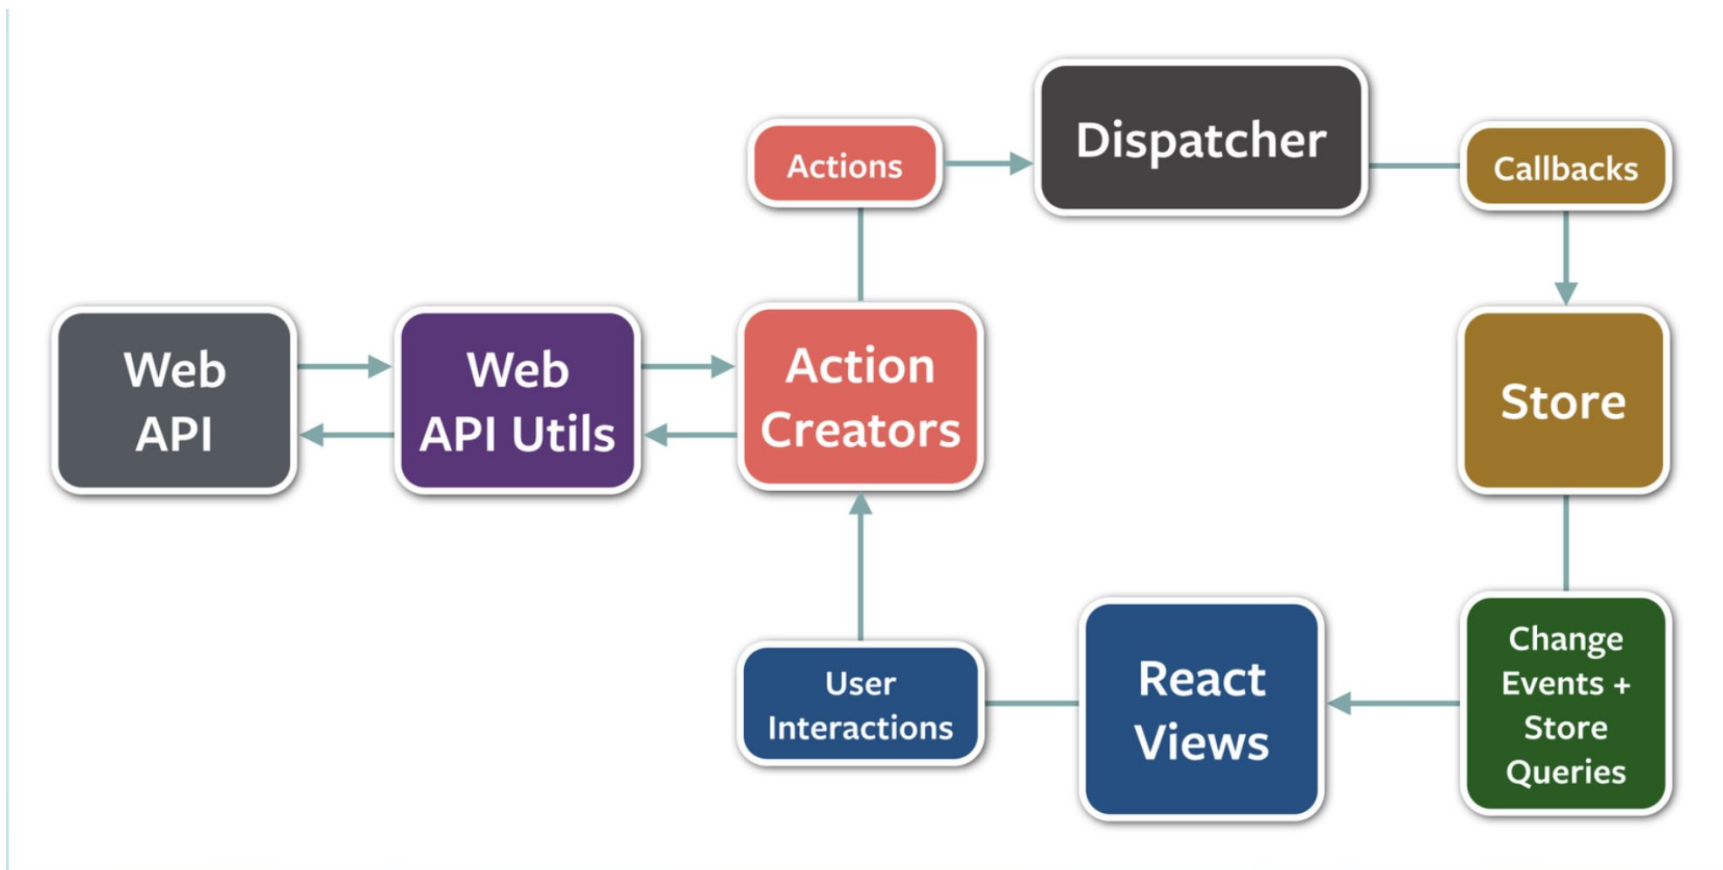 Dispatcher
Actions
Callbacks
Web
API
Web
API Utils
Action
Creators
Store
User
Interactions
React
Views
Change
Events +
Store
Queries